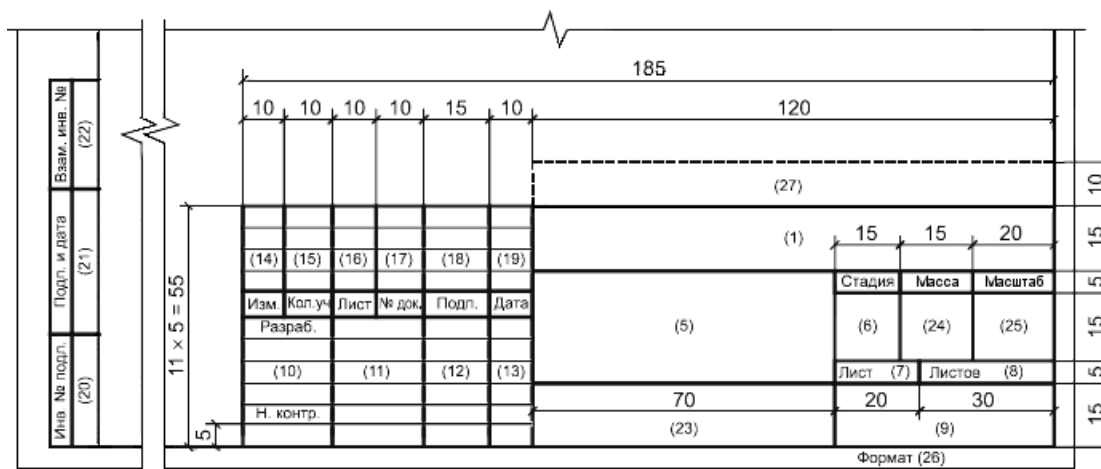 185
10 10 10 10 15 10 120
(27) 10
(1) 15 15 20 15
(14) (15) (16) (17) (18) (19)
Стадия Масса Масштаб 5
Изм. Кол.уч Лист № док. Подп. Дата
Разраб.
(5) (6) (24) (25) 15
(10) (11) (12) (13)
Лист (7) Листов (8) 5
70 20 30
Н. контр.
(23) (9) 15
5
11 × 5 = 55
Формат (26)
Взам. инв. № (22)
Подп. и дата (21)
Инв. № подл. (20)